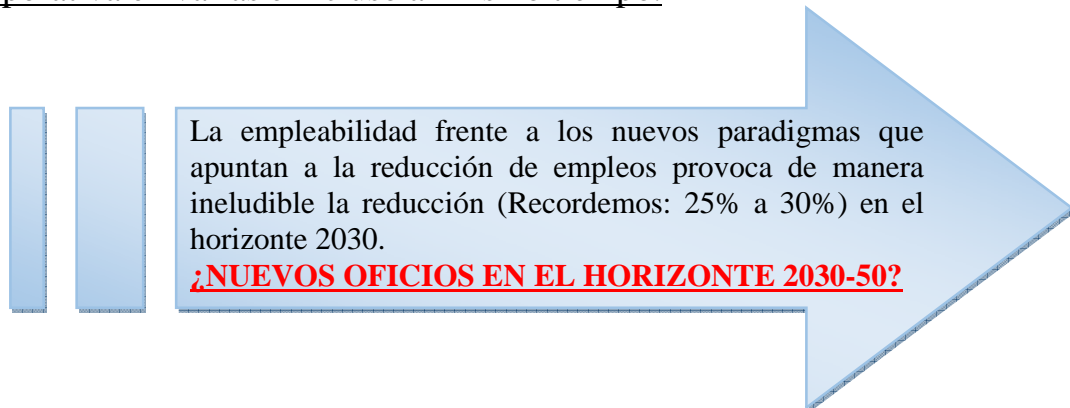 La empleabilidad frente a los nuevos paradigmas que
apuntan a la reducción de empleos provoca de manera
ineludible la reducción (Recordemos: 25% a 30%) en el
horizonte 2030.
¿NUEVOS OFICIOS EN EL HORIZONTE 2030-50?